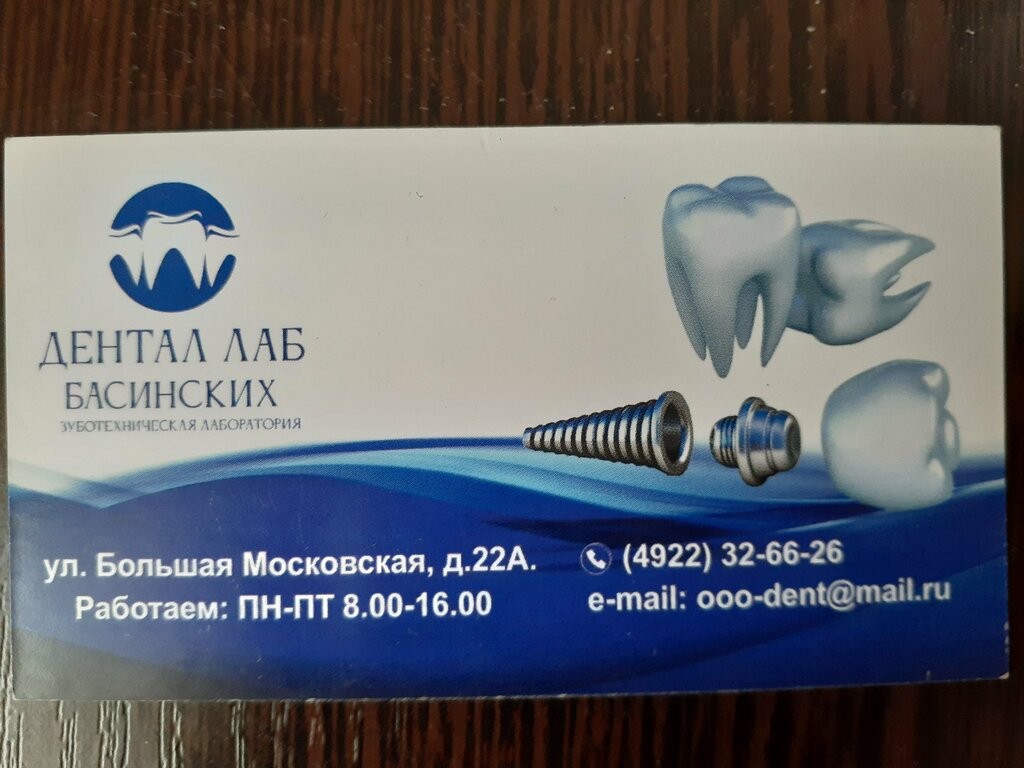 ДЕНТАЛ ЛАБ
БАСИНСКИХ
ЗУБОТЕХНИЧЕСКАЯ ЛАБОРАТОРИЯ
ул. Большая Московская, д.22А.
Работаем: ПН-ПТ 8.00-16.00
(4922) 32-66-26
e-mail: ooo-dent@mail.ru